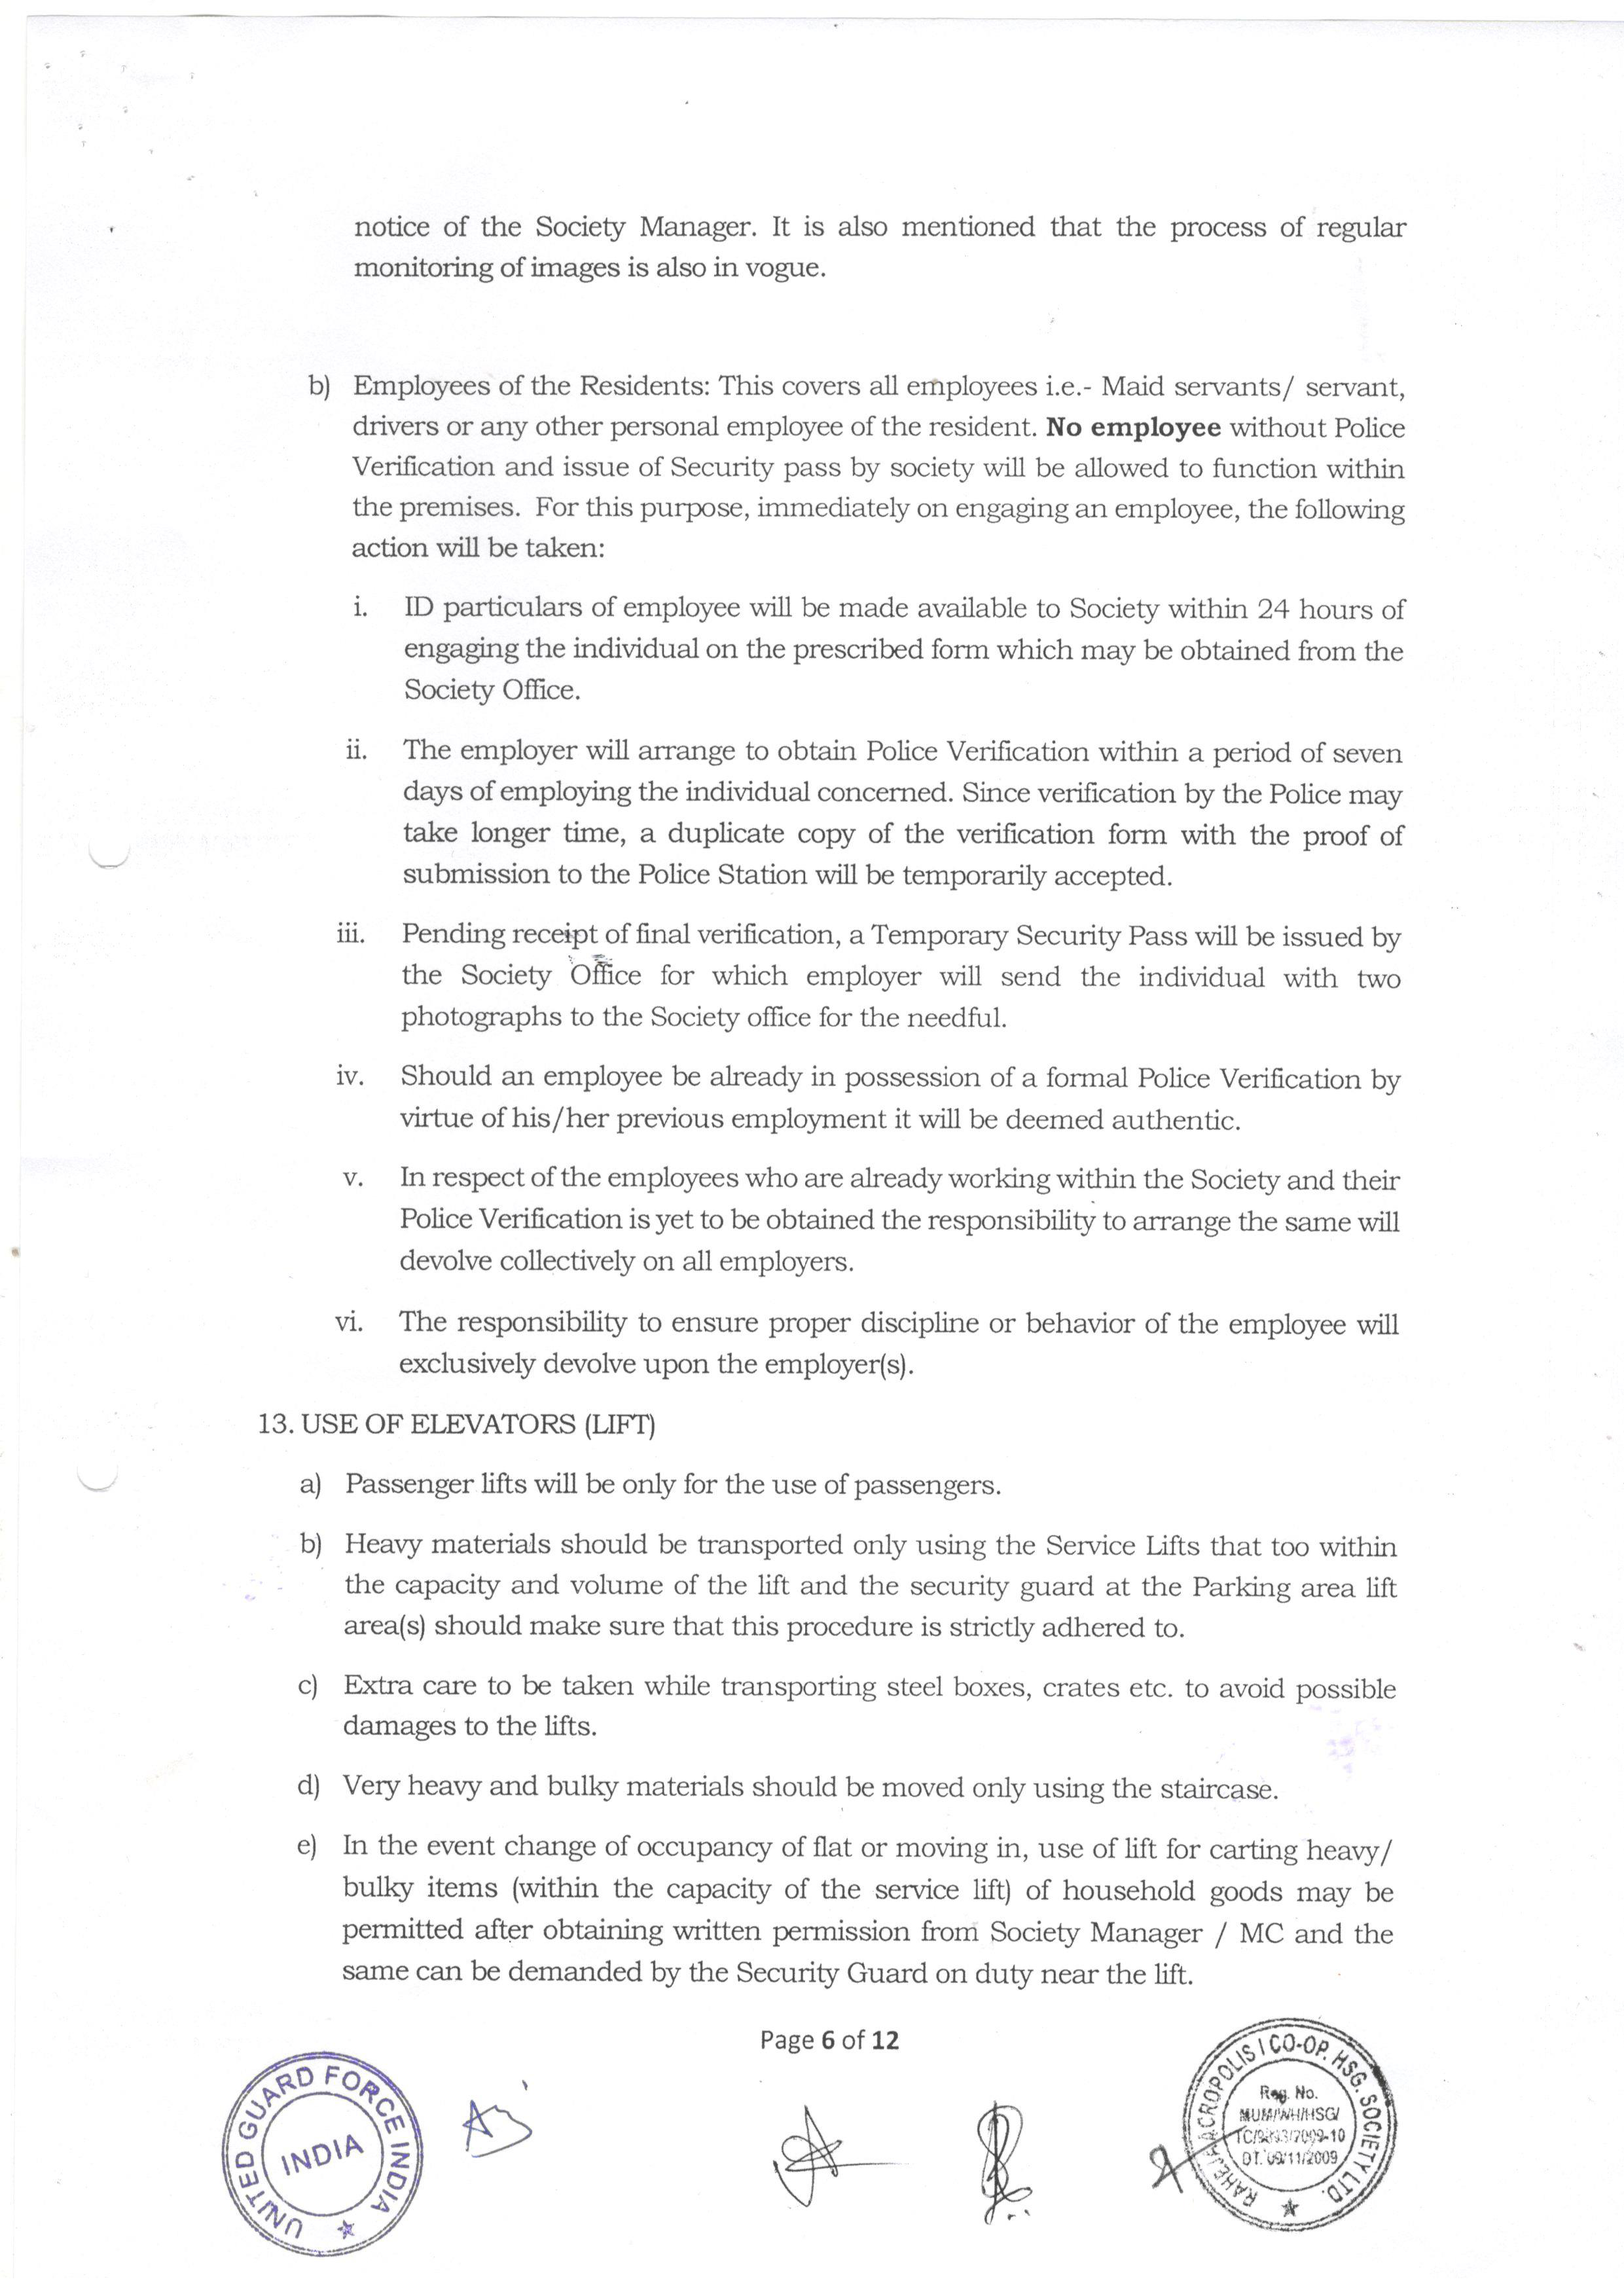 notice of the Society Manager. It is also mentioned that the process of regular
monitoring of images is also in vogue.
b) Employees of the Residents: This covers all employees i.e.- Maid servants/ servant,
drivers or any other personal employee of the resident. No employee without Police
Verification and issue of Security pass by society will be allowed to function within
the premises. For this purpose, immediately on engaging an employee, the following
action will be taken:
i. ID particulars of employee will be made available to Society within 24 hours of
engaging the individual on the prescribed form which may be obtained from the
Society Office.
ii. The employer will arrange to obtain Police Verification within a period of seven
days of employing the individual concerned. Since verification by the Police may
take longer time, a duplicate copy of the verification form with the proof of
submission to the Police Station will be temporarily accepted.
iii. Pending receipt of final verification, a Temporary Security Pass will be issued by
the Society Office for which employer will send the individual with two
photographs to the Society office for the needful.
iv. Should an employee be already in possession of a formal Police Verification by
virtue of his/her previous employment it will be deemed authentic.
v. In respect of the employees who are already working within the Society and their
Police Verification is yet to be obtained the responsibility to arrange the same will
devolve collectively on all employers.
vi. The responsibility to ensure proper discipline or behavior of the employee will
exclusively devolve upon the employer(s).
13. USE OF ELEVATORS (LIFT)
a) Passenger lifts will be only for the use of passengers.
b) Heavy materials should be transported only using the Service Lifts that too within
the capacity and volume of the lift and the security guard at the Parking area lift
area(s) should make sure that this procedure is strictly adhered to.
c) Extra care to be taken while transporting steel boxes, crates etc. to avoid possible
damages to the lifts.
d) Very heavy and bulky materials should be moved only using the staircase.
e) In the event change of occupancy of flat or moving in, use of lift for carting heavy/
bulky items (within the capacity of the service lift) of household goods may be
permitted after obtaining written permission from Society Manager / MC and the
same can be demanded by the Security Guard on duty near the lift.
Page 6 of 12
UNITED GUARD FORCE INDIA
INDIA
RAHEJA ACROPOLIS I CO-OP. HSG. SOCIETY LTD.
Reg. No.
MUM/WH/HSG/
DT. 09/11/2009